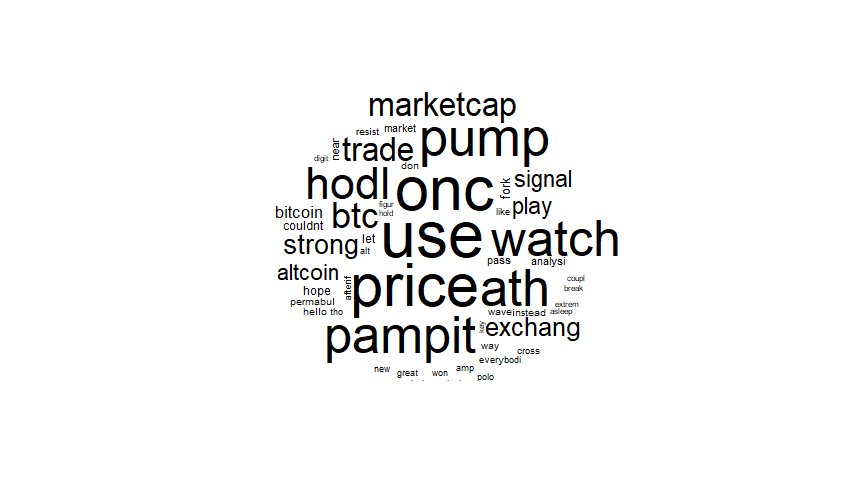 marketcap
resist market pump
near trade
digit don
hodl onc fork signal
bitcoin btc figur hold like play
couldnt
strong let use watch
alt
pass analysi
altcoin price ath coupl
hope afterif break
permabul extrem
hello tho wave instead asleep
pampit key exchang
way cross
everybodi
new great won amp polo